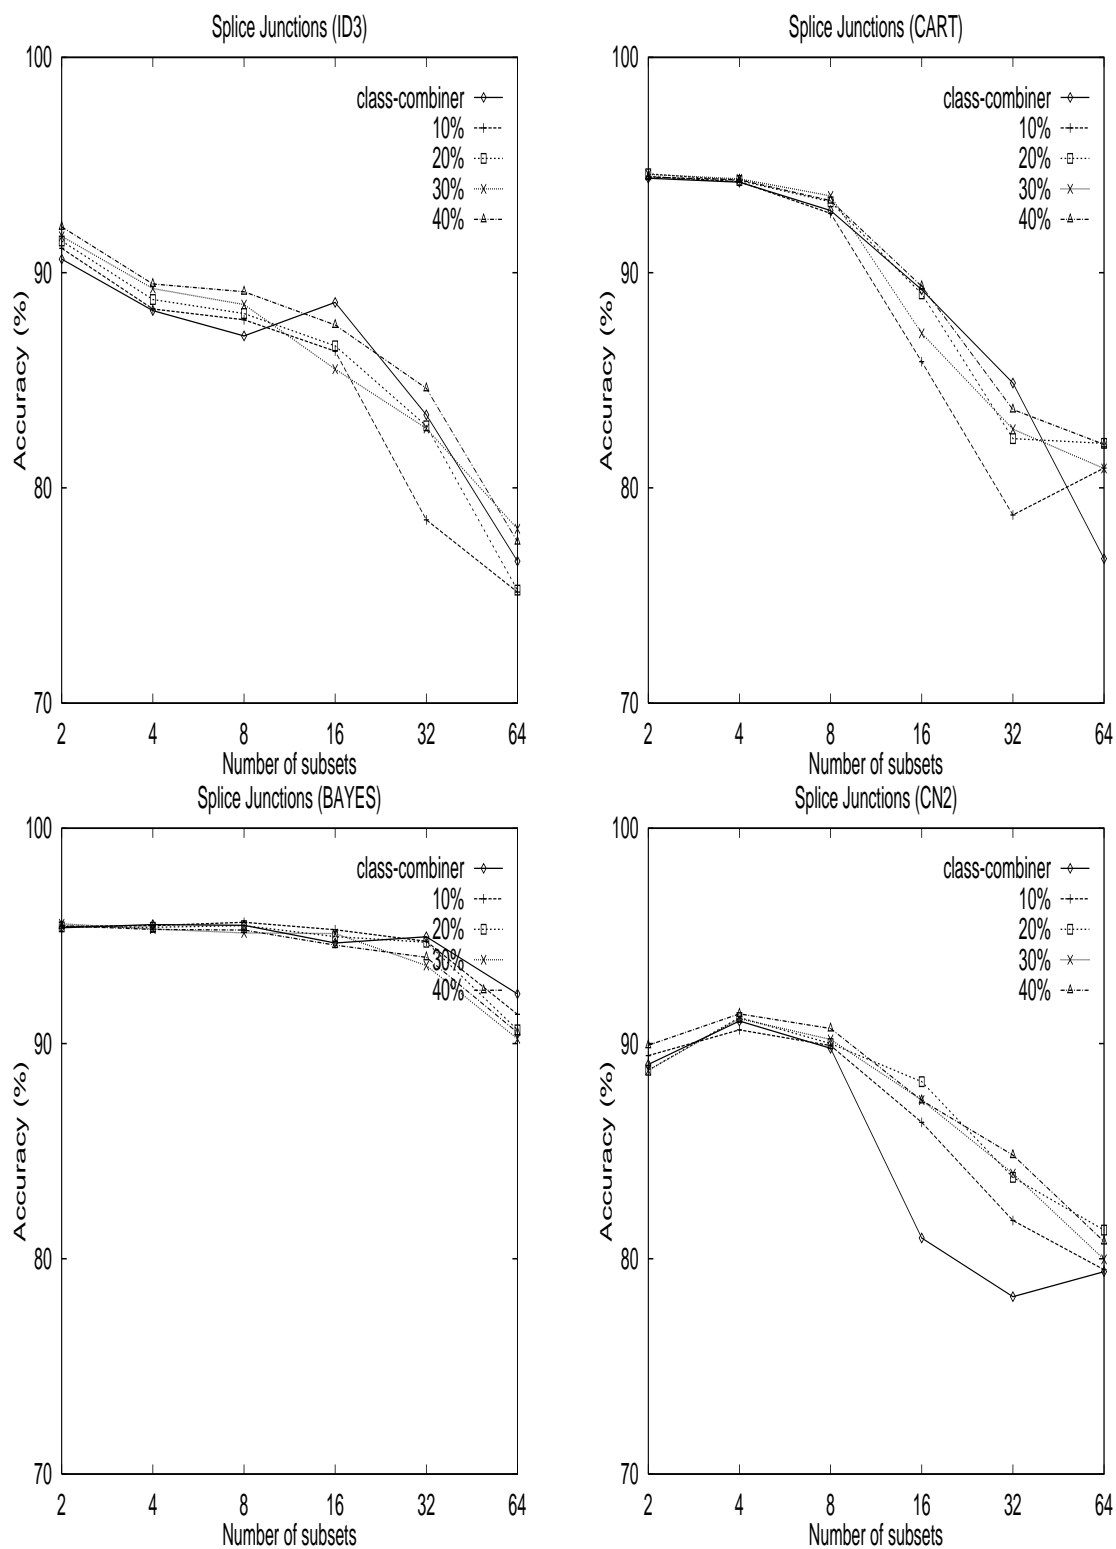 Splice Junctions (ID3)
100
90
80
70
Accuracy (%)
class-combiner
10%
20%
30%
40%
2 4 8 16 32 64
Number of subsets
Splice Junctions (CART)
100
90
80
70
Accuracy (%)
class-combiner
10%
20%
30%
40%
2 4 8 16 32 64
Number of subsets
Splice Junctions (BAYES)
100
90
80
70
Accuracy (%)
class-combiner
10%
20%
30%
40%
2 4 8 16 32 64
Number of subsets
Splice Junctions (CN2)
100
90
80
70
Accuracy (%)
class-combiner
10%
20%
30%
40%
2 4 8 16 32 64
Number of subsets